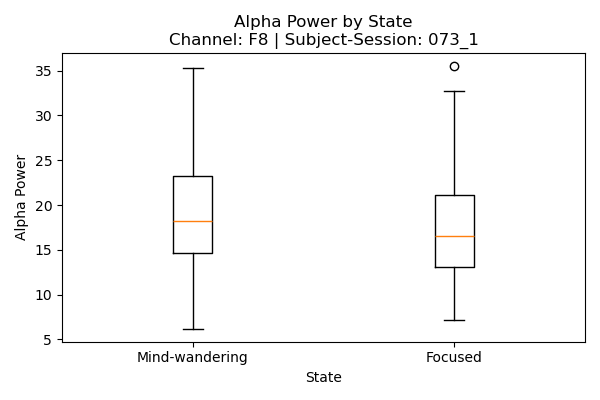 Alpha Power by State
Channel: F8 | Subject-Session: 073_1
Alpha Power
35
30
25
20
15
10
5
Mind-wandering
Focused
State